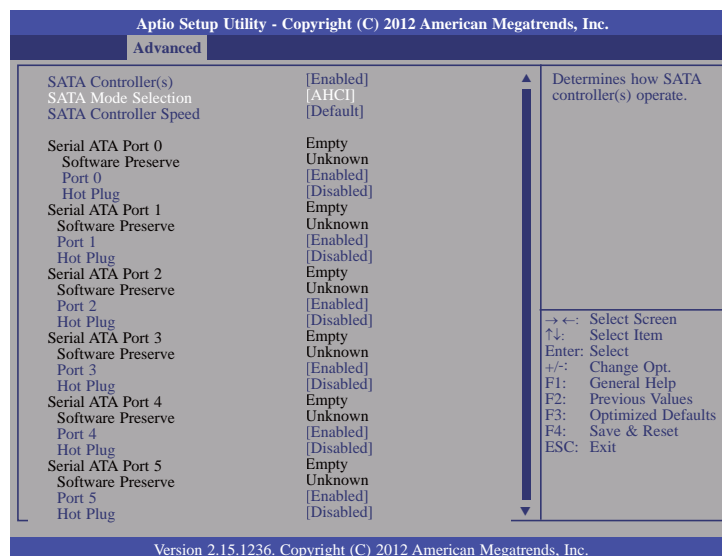 Aptio Setup Utility - Copyright (C) 2012 American Megatrends, Inc.
Advanced
SATA Controller(s) [Enabled]
SATA Mode Selection [AHCI]
SATA Controller Speed [Default]
Serial ATA Port 0 Empty
Software Preserve Unknown
Port 0 [Enabled]
Hot Plug [Disabled]
Serial ATA Port 1 Empty
Software Preserve Unknown
Port 1 [Enabled]
Hot Plug [Disabled]
Serial ATA Port 2 Empty
Software Preserve Unknown
Port 2 [Enabled]
Hot Plug [Disabled]
Serial ATA Port 3 Empty
Software Preserve Unknown
Port 3 [Enabled]
Hot Plug [Disabled]
Serial ATA Port 4 Empty
Software Preserve Unknown
Port 4 [Enabled]
Hot Plug [Disabled]
Serial ATA Port 5 Empty
Software Preserve Unknown
Port 5 [Enabled]
Hot Plug [Disabled]
Determines how SATA
controller(s) operate.
→←: Select Screen
↑↓: Select Item
Enter: Select
+/-: Change Opt.
F1: General Help
F2: Previous Values
F3: Optimized Defaults
F4: Save & Reset
ESC: Exit
Version 2.15.1236. Copyright (C) 2012 American Megatrends, Inc.